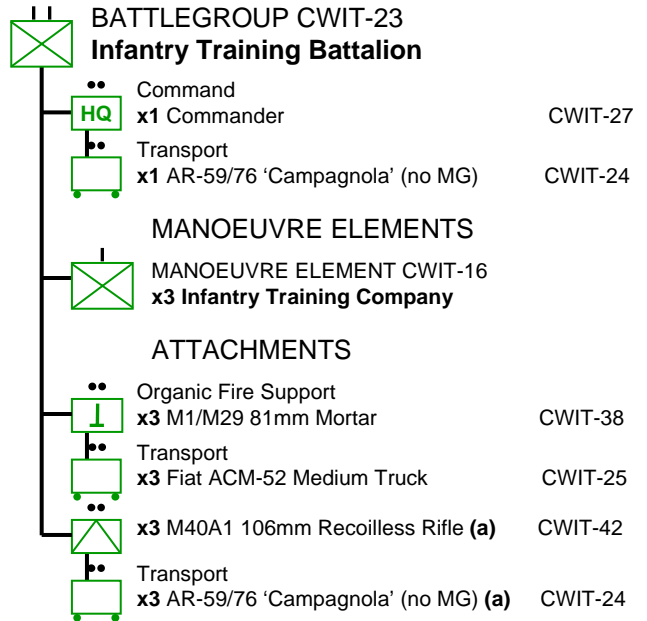 BATTLEGROUP CWIT-23
Infantry Training Battalion
Command
HQ x1 Commander CWIT-27
Transport
x1 AR-59/76 ‘Campagnola’ (no MG) CWIT-24
MANOEUVRE ELEMENTS
MANOEUVRE ELEMENT CWIT-16
x3 Infantry Training Company
ATTACHMENTS
Organic Fire Support
x3 M1/M29 81mm Mortar CWIT-38
Transport
x3 Fiat ACM-52 Medium Truck CWIT-25
x3 M40A1 106mm Recoilless Rifle (a) CWIT-42
Transport
x3 AR-59/76 ‘Campagnola’ (no MG) (a) CWIT-24